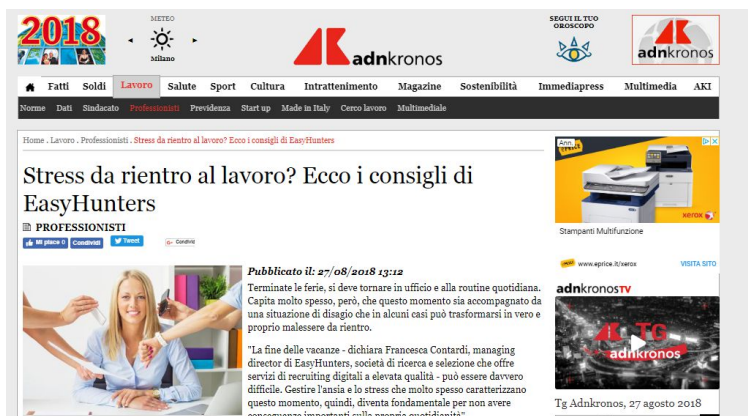 2018
METEO
Milano
adnkronos
SEGUI IL TUO
OROSCOPO
adnkronos
Fatti Soldi Lavoro Salute Sport Cultura Intrattenimento Magazine Sostenibilità Immediapress Multimedia AKI
Norme Dati Sindacato Professionisti Previdenza Start up Made in Italy Cerco lavoro Multimediale
Home . Lavoro . Professionisti . Stress da rientro al lavoro? Ecco i consigli di EasyHunters
Stress da rientro al lavoro? Ecco i consigli di
EasyHunters
PROFESSIONISTI
Mi piace 0 Condividi Tweet G+ Condividi
Pubblicato il: 27/08/2018 13:12
Terminate le ferie, si deve tornare in ufficio e alla routine quotidiana.
Capita molto spesso, però, che questo momento sia accompagnato da
una situazione di disagio che in alcuni casi può trasformarsi in vero e
proprio malessere da rientro.
"La fine delle vacanze - dichiara Francesca Contardi, managing
director di EasyHunters, società di ricerca e selezione che offre
servizi di recruiting digitali a elevata qualità - può essere davvero
difficile. Gestire l'ansia e lo stress che molto spesso caratterizzano
questo momento, quindi, diventa fondamentale per non avere
conseguenze importanti sulla propria quotidianità"
Ann.
xerox
Stampanti Multifunzione
www.eprice.it/xerox
VISITA SITO
adnkronosTV
TG
adnkronos
Tg Adnkronos, 27 agosto 2018